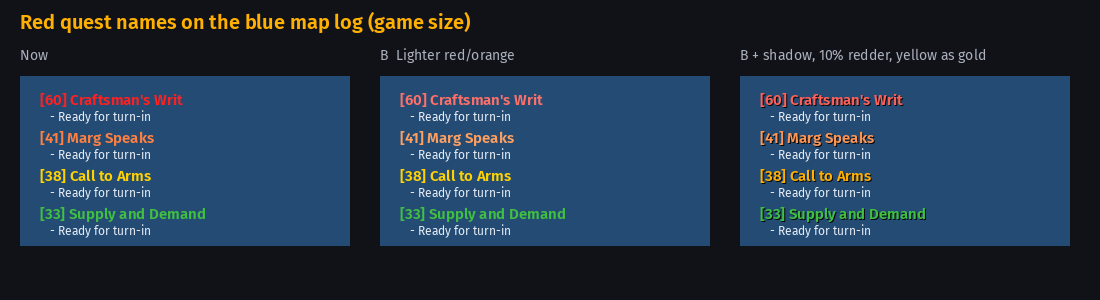 Red quest names on the blue map log (game size)
Now
[60] Craftsman's Writ
- Ready for turn-in
[41] Marg Speaks
- Ready for turn-in
[38] Call to Arms
- Ready for turn-in
[33] Supply and Demand
- Ready for turn-in
B  Lighter red/orange
[60] Craftsman's Writ
- Ready for turn-in
[41] Marg Speaks
- Ready for turn-in
[38] Call to Arms
- Ready for turn-in
[33] Supply and Demand
- Ready for turn-in
B + shadow, 10% redder, yellow as gold
[60] Craftsman's Writ
- Ready for turn-in
[41] Marg Speaks
- Ready for turn-in
[38] Call to Arms
- Ready for turn-in
[33] Supply and Demand
- Ready for turn-in